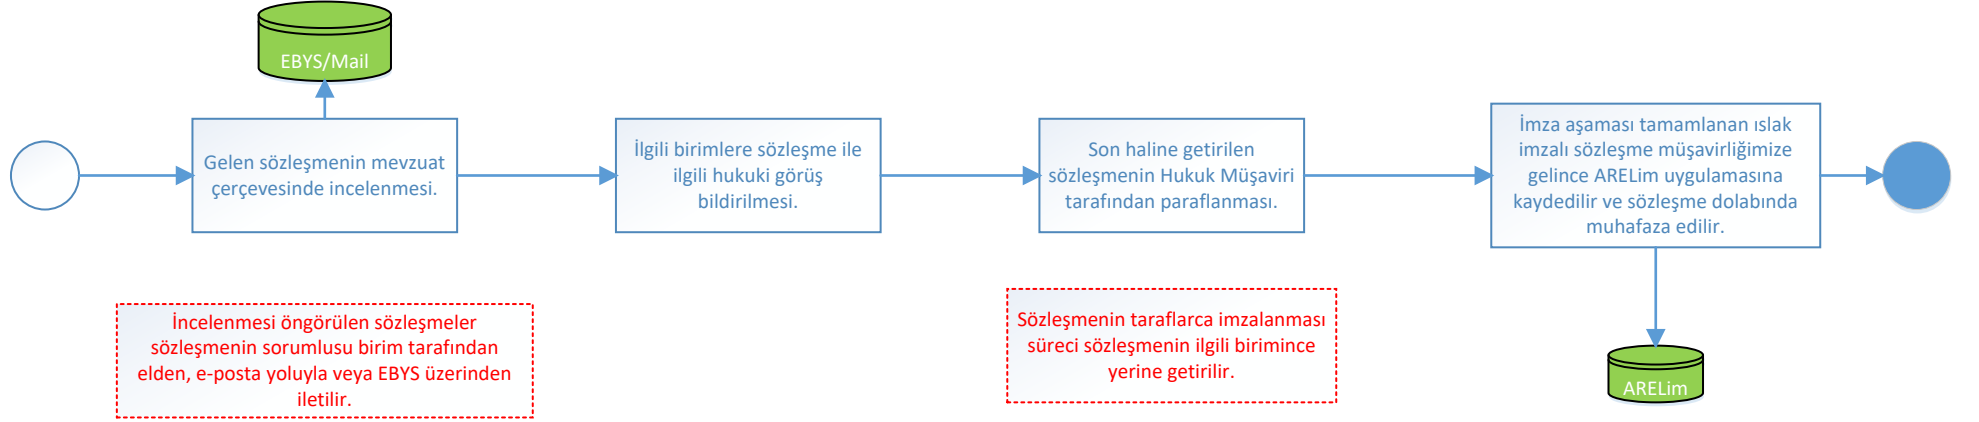 EBYS/Mail
Gelen sözleşmenin mevzuat
çerçevesinde incelenmesi.
İlgili birimlere sözleşme ile
ilgili hukuki görüş
bildirilmesi.
Son haline getirilen
sözleşmenin Hukuk Müşaviri
tarafından paraflanması.
İmza aşaması tamamlanan ıslak
imzalı sözleşme müşavirliğimize
gelince ARELim uygulamasına
kaydedilir ve sözleşme dolabında
muhafaza edilir.
İncelenmesi öngörülen sözleşmeler
sözleşmenin sorumlusu birim tarafından
elden, e-posta yoluyla veya EBYS üzerinden
iletilir.
Sözleşmenin taraflarca imzalanması
süreci sözleşmenin ilgili birimince
yerine getirilir.
ARELim